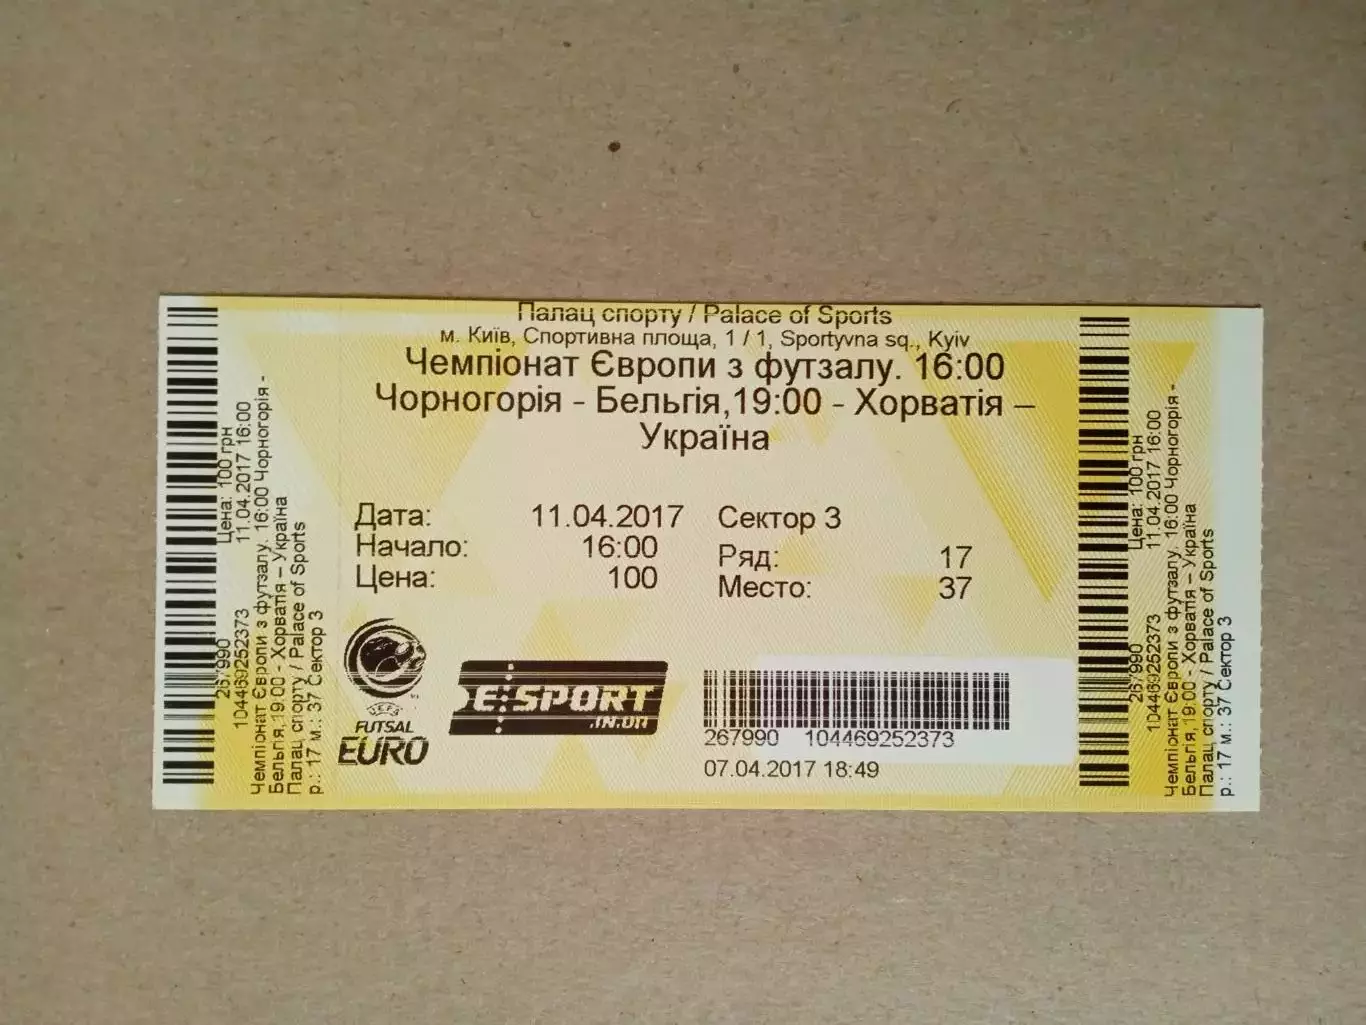 Палац спорту / Palace of Sports
м. Київ, Спортивна площа, 1 / 1, Sportyvna sq., Kyiv
Чемпіонат Європи з футзалу. 16:00
Чорногорія - Бельгія,19:00 - Хорватія –
Україна
Дата: 11.04.2017
Начало: 16:00
Цена: 100
Сектор 3
Ряд: 17
Место: 37
UEFA
FUTSAL
EURO
E:SPORT
.IN.UA
267990 104469252373
07.04.2017 18:49
267990 Цена: 100 грн
104469252373 11.04.2017 16:00
Чемпіонат Європи з футзалу. 16:00 Чорногорія -
Бельгія,19:00 - Хорватія – Україна
Палац спорту / Palace of Sports
р.: 17 м.: 37 Сектор 3
267990 Цена: 100 грн
104469252373 11.04.2017 16:00
Чемпіонат Європи з футзалу. 16:00 Чорногорія -
Бельгія,19:00 - Хорватія – Україна
Палац спорту / Palace of Sports
р.: 17 м.: 37 Сектор 3